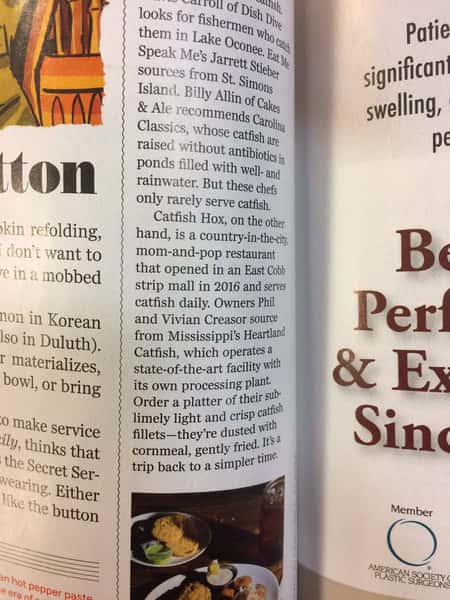 Carroll of Dish Dive
looks for fishermen who catch
them in Lake Oconee. Eat Me
Speak Me's Jarrett Stieber
sources from St. Simons
Island. Billy Allin of Cakes
& Ale recommends Carolina
Classics, whose catfish are
raised without antibiotics in
ponds filled with well- and
rainwater. But these chefs
only rarely serve catfish.
Catfish Hox, on the other
hand, is a country-in-the-city,
mom-and-pop restaurant
that opened in an East Cobb
strip mall in 2016 and serves
catfish daily. Owners Phil
and Vivian Creasor source
from Mississippi's Heartland
Catfish, which operates a
state-of-the-art facility with
its own processing plant.
Order a platter of their sub-
limely light and crisp catfish
fillets—they're dusted with
cornmeal, gently fried. It's a
trip back to a simpler time.
tton
refolding,
I don't want to
in a mobbed
in Korean
also in Duluth).
materializes,
bowl, or bring
to make service
thinks that
the Secret Ser-
wearing. Either
like the button
hot pepper paste
era of
Patie
significant
swelling,
pe
Be
Perf
& Ex
Sinc
Member
AMERICAN SOCIETY
PLASTIC SURGEONS